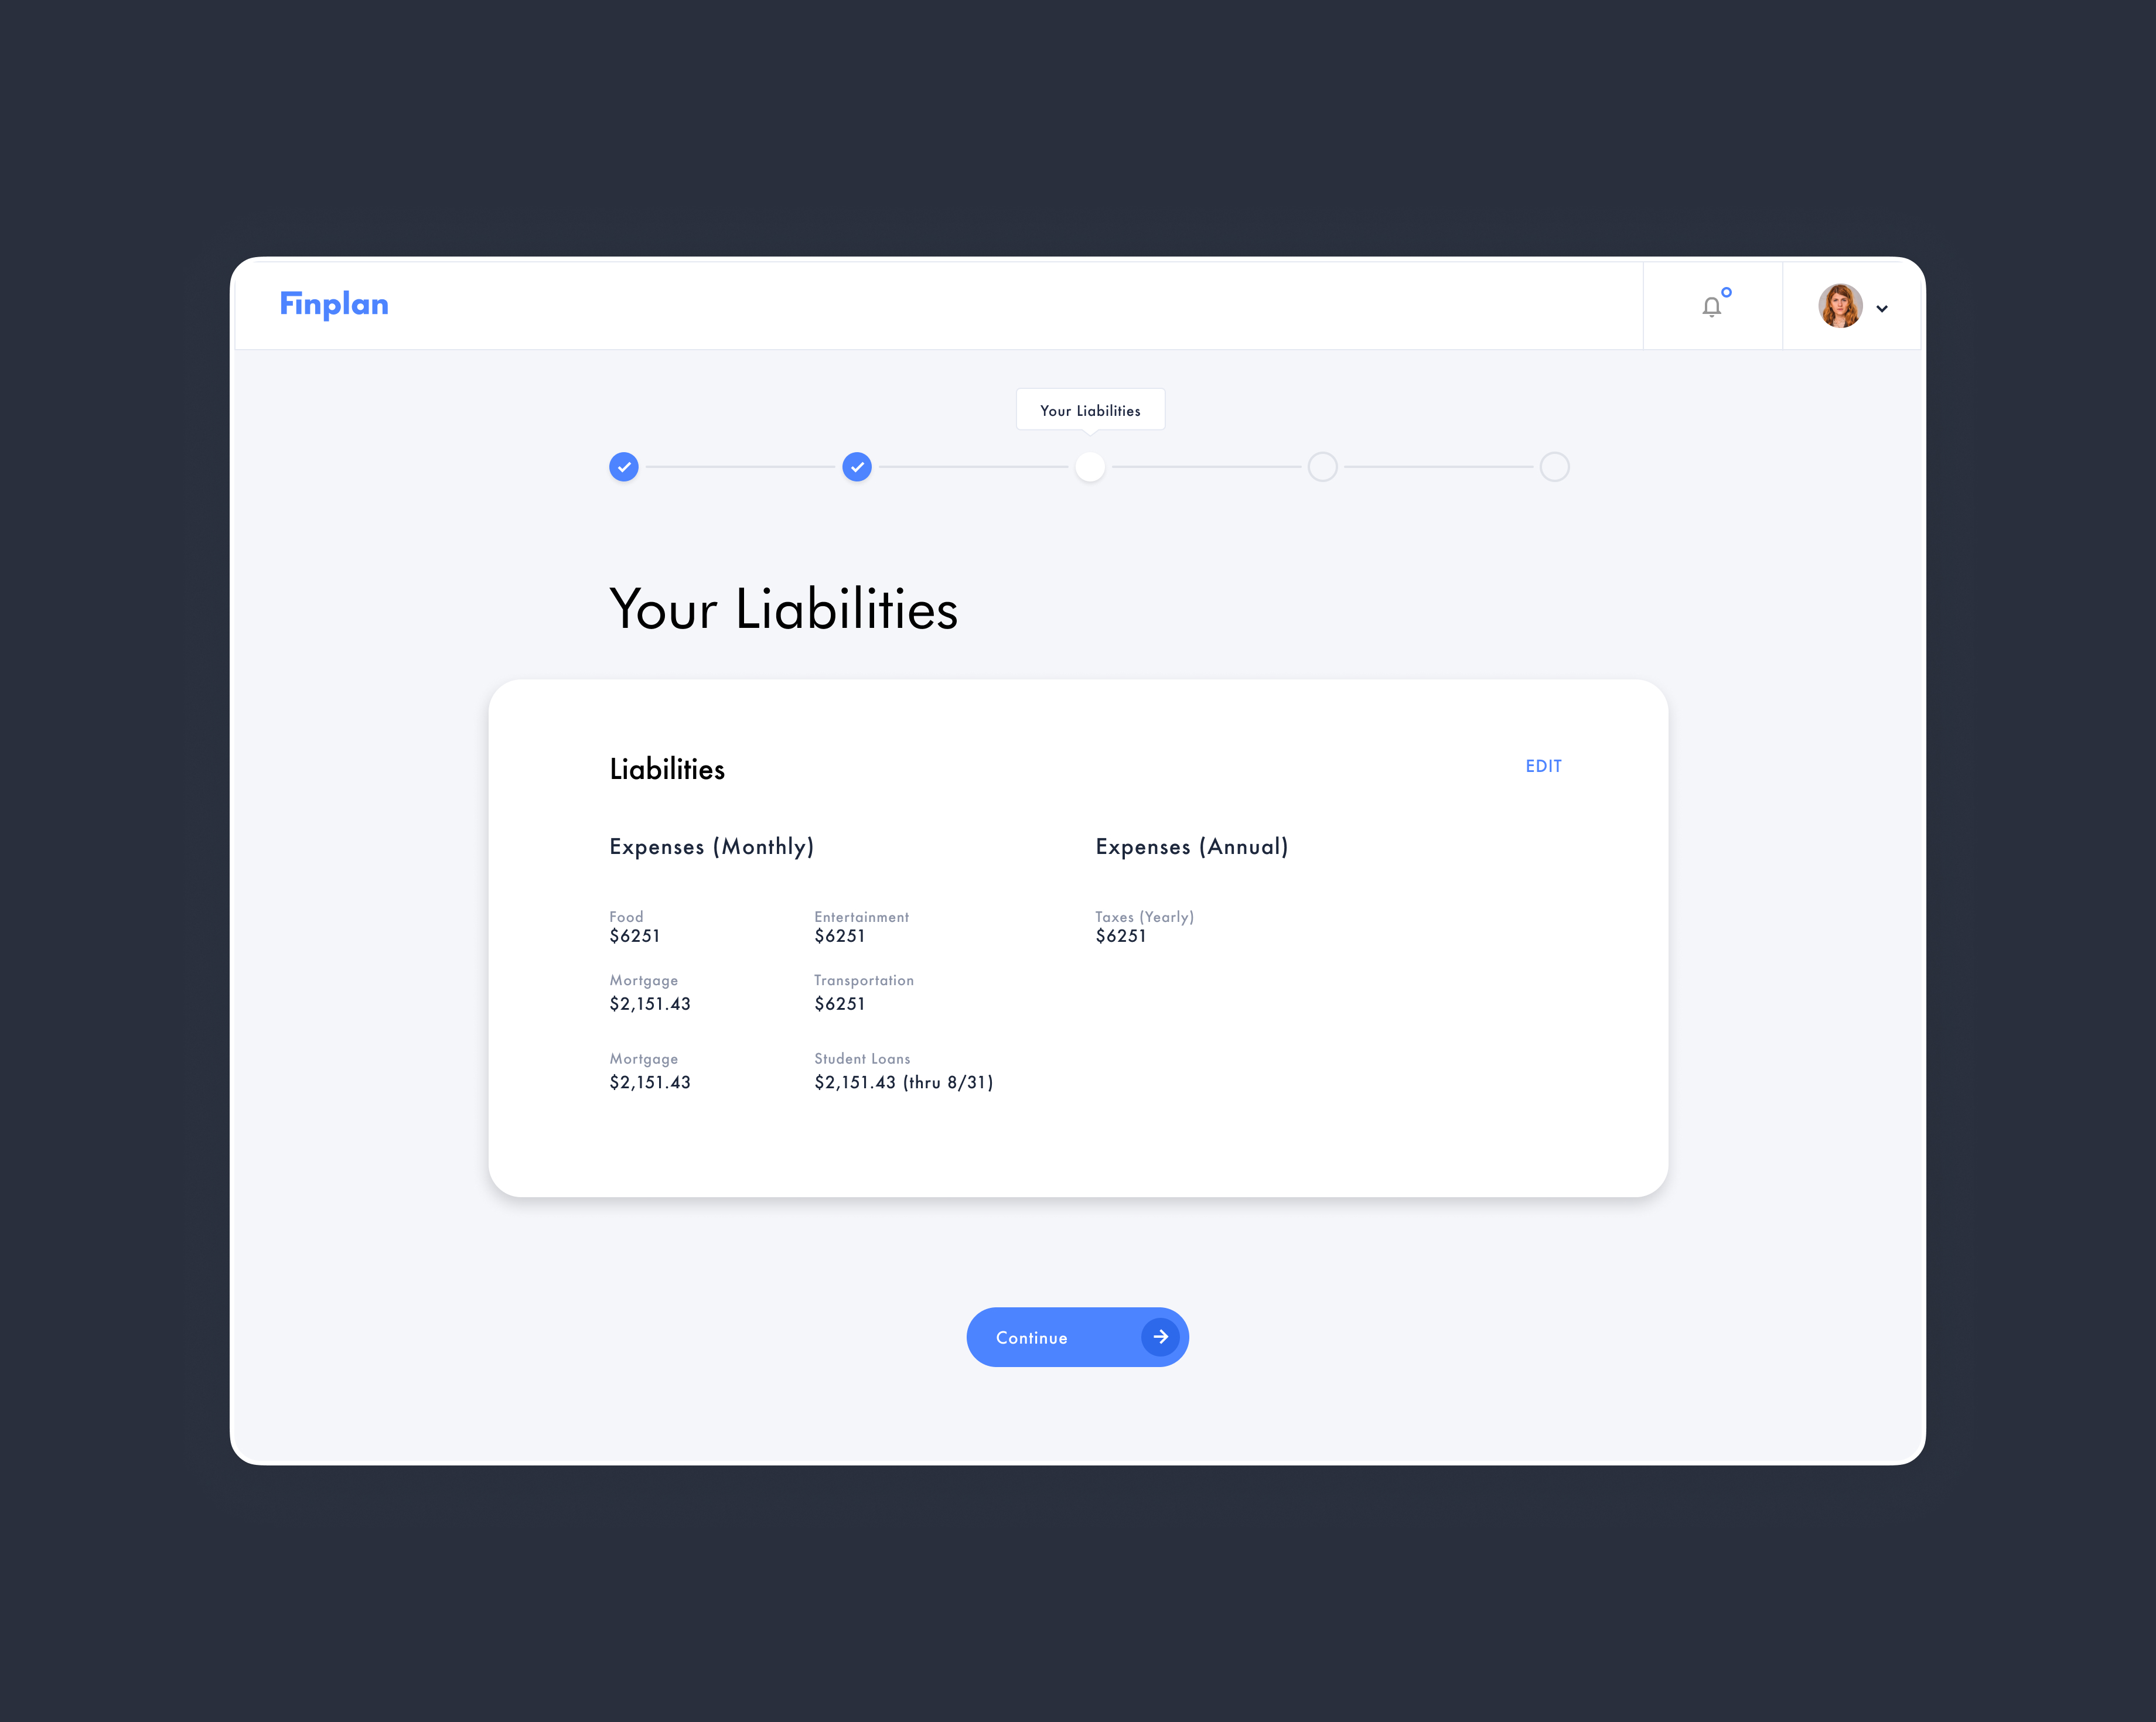 Finplan
Your Liabilities
Your Liabilities
Liabilities
EDIT
Expenses (Monthly)
Expenses (Annual)
Food
$6251
Entertainment
$6251
Taxes (Yearly)
$6251
Mortgage
$2,151.43
Transportation
$6251
Mortgage
$2,151.43
Student Loans
$2,151.43 (thru 8/31)
Continue